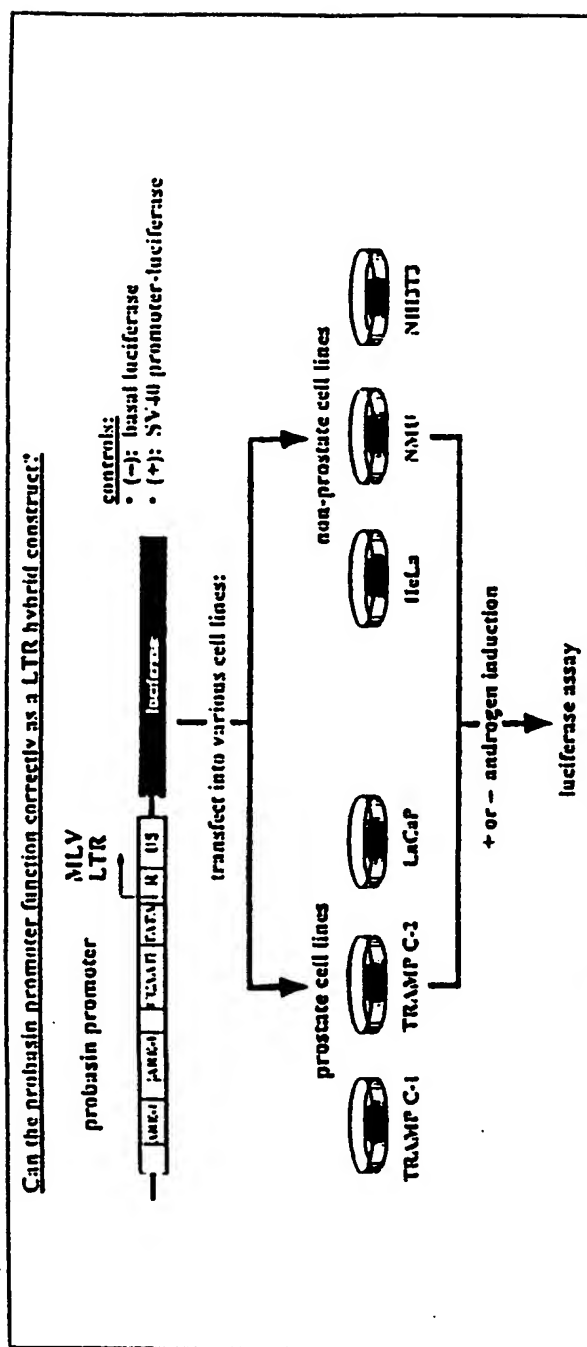 Can the probasin promoter function correctly as a LTR hybrid construct?
controls:
• (−): basal luciferase
• (+): SV40 promoter-luciferase
MLV
LTR
probasin promoter
R U5
luciferase
transfect into various cell lines:
prostate cell lines
non-prostate cell lines
TRAMP C-1
TRAMP C-2
LnCaP
HeLa
NMU
NIH3T3
+ or − androgen induction
luciferase assay